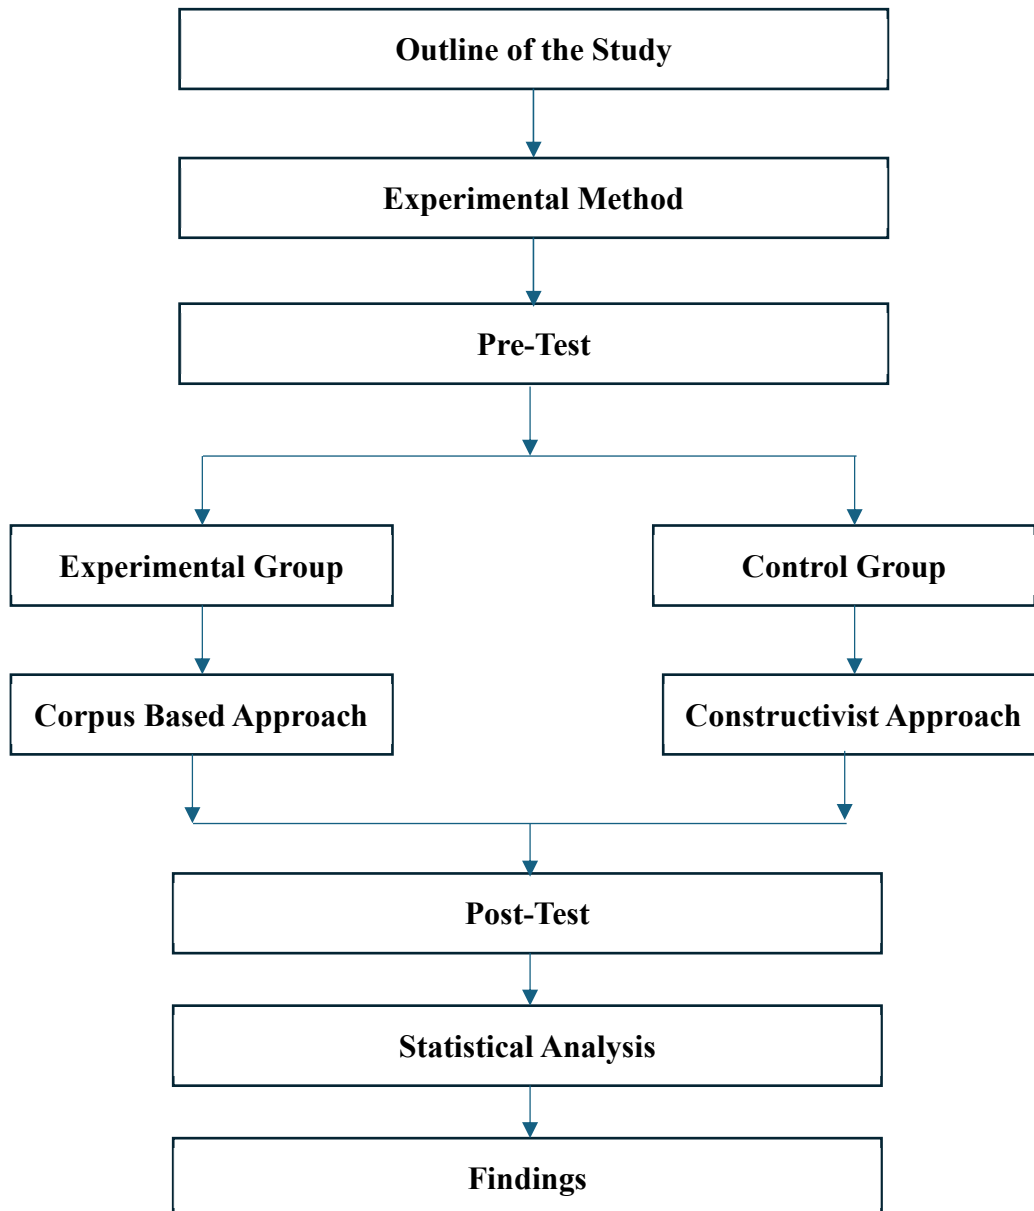 Outline of the Study
Experimental Method
Pre-Test
Experimental Group
Control Group
Corpus Based Approach
Constructivist Approach
Post-Test
Statistical Analysis
Findings